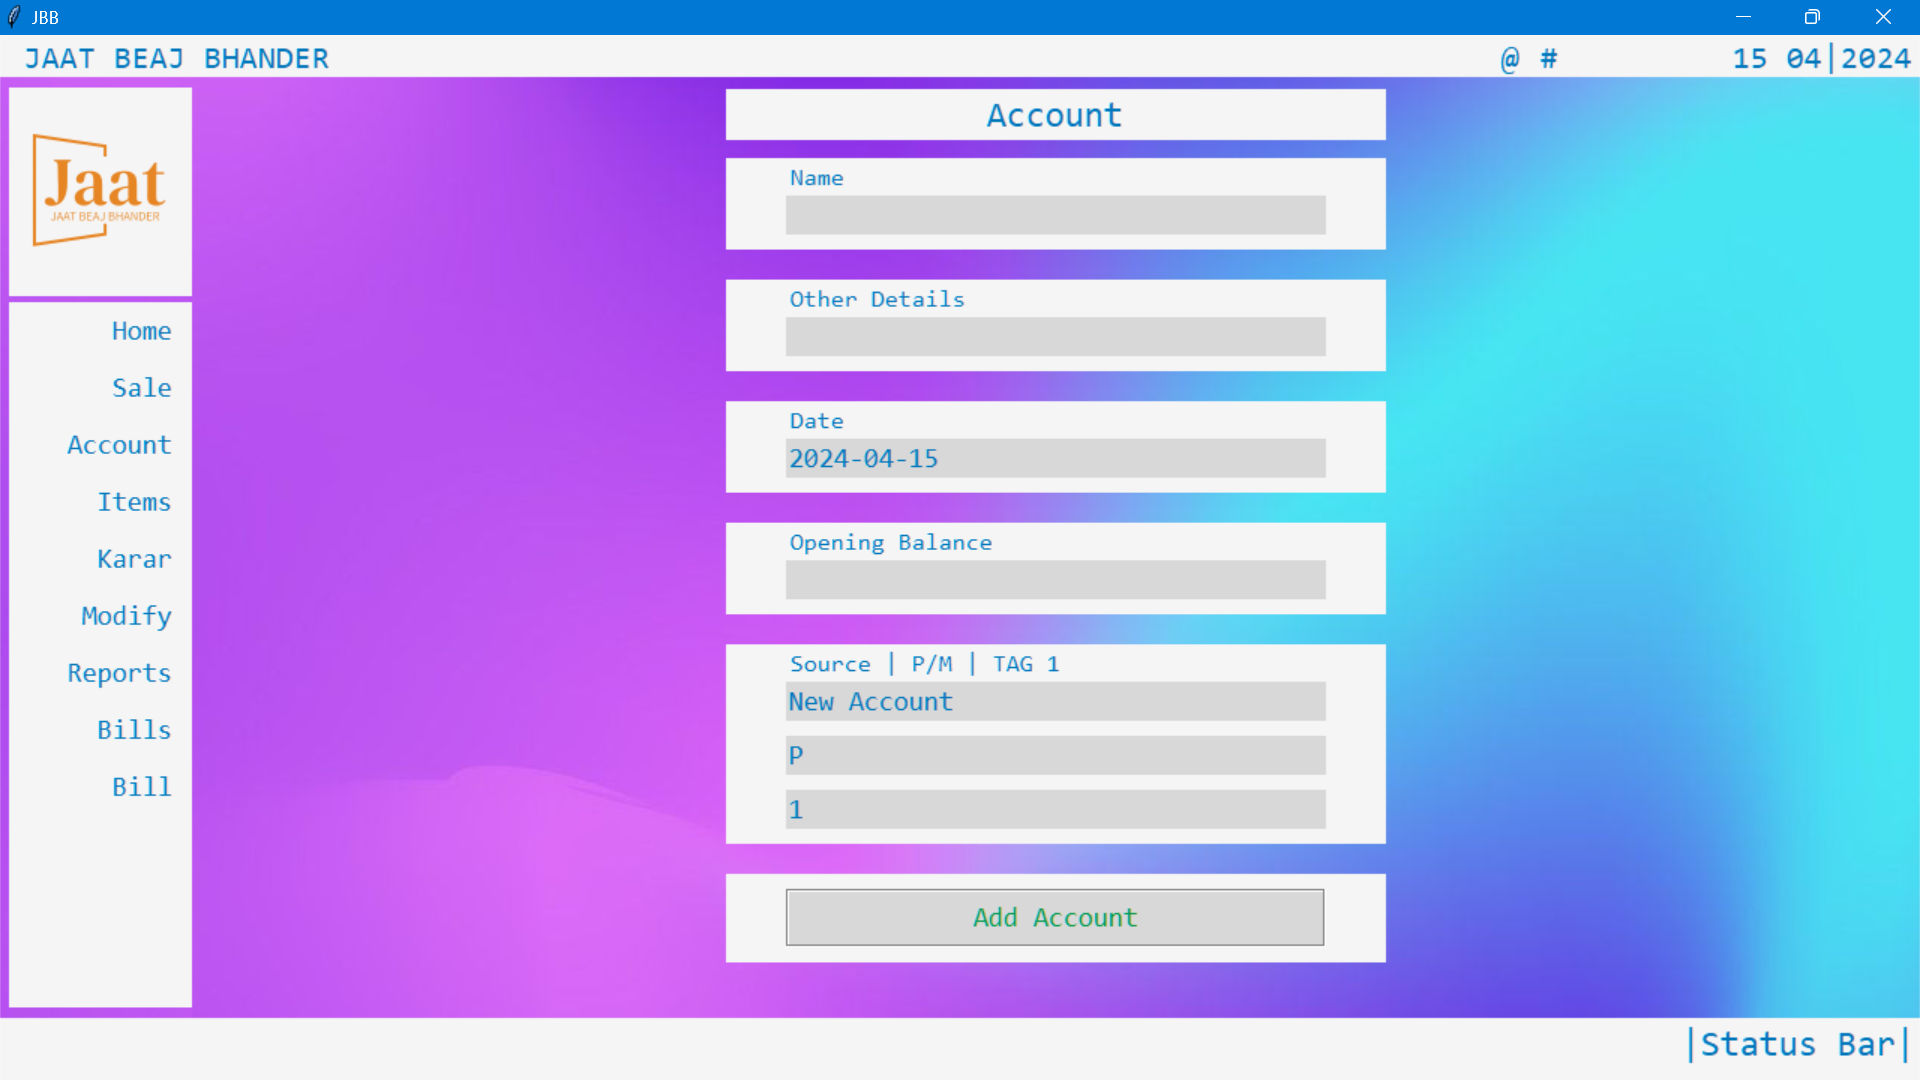 JBB
JAAT BEAJ BHANDER
@ #
15 04|2024
Jaat
JAAT BEAJ BHANDER
Home
Sale
Account
Items
Karar
Modify
Reports
Bills
Bill
Account
Name
Other Details
Date
2024-04-15
Opening Balance
Source | P/M | TAG 1
New Account
P
1
Add Account
|Status Bar|